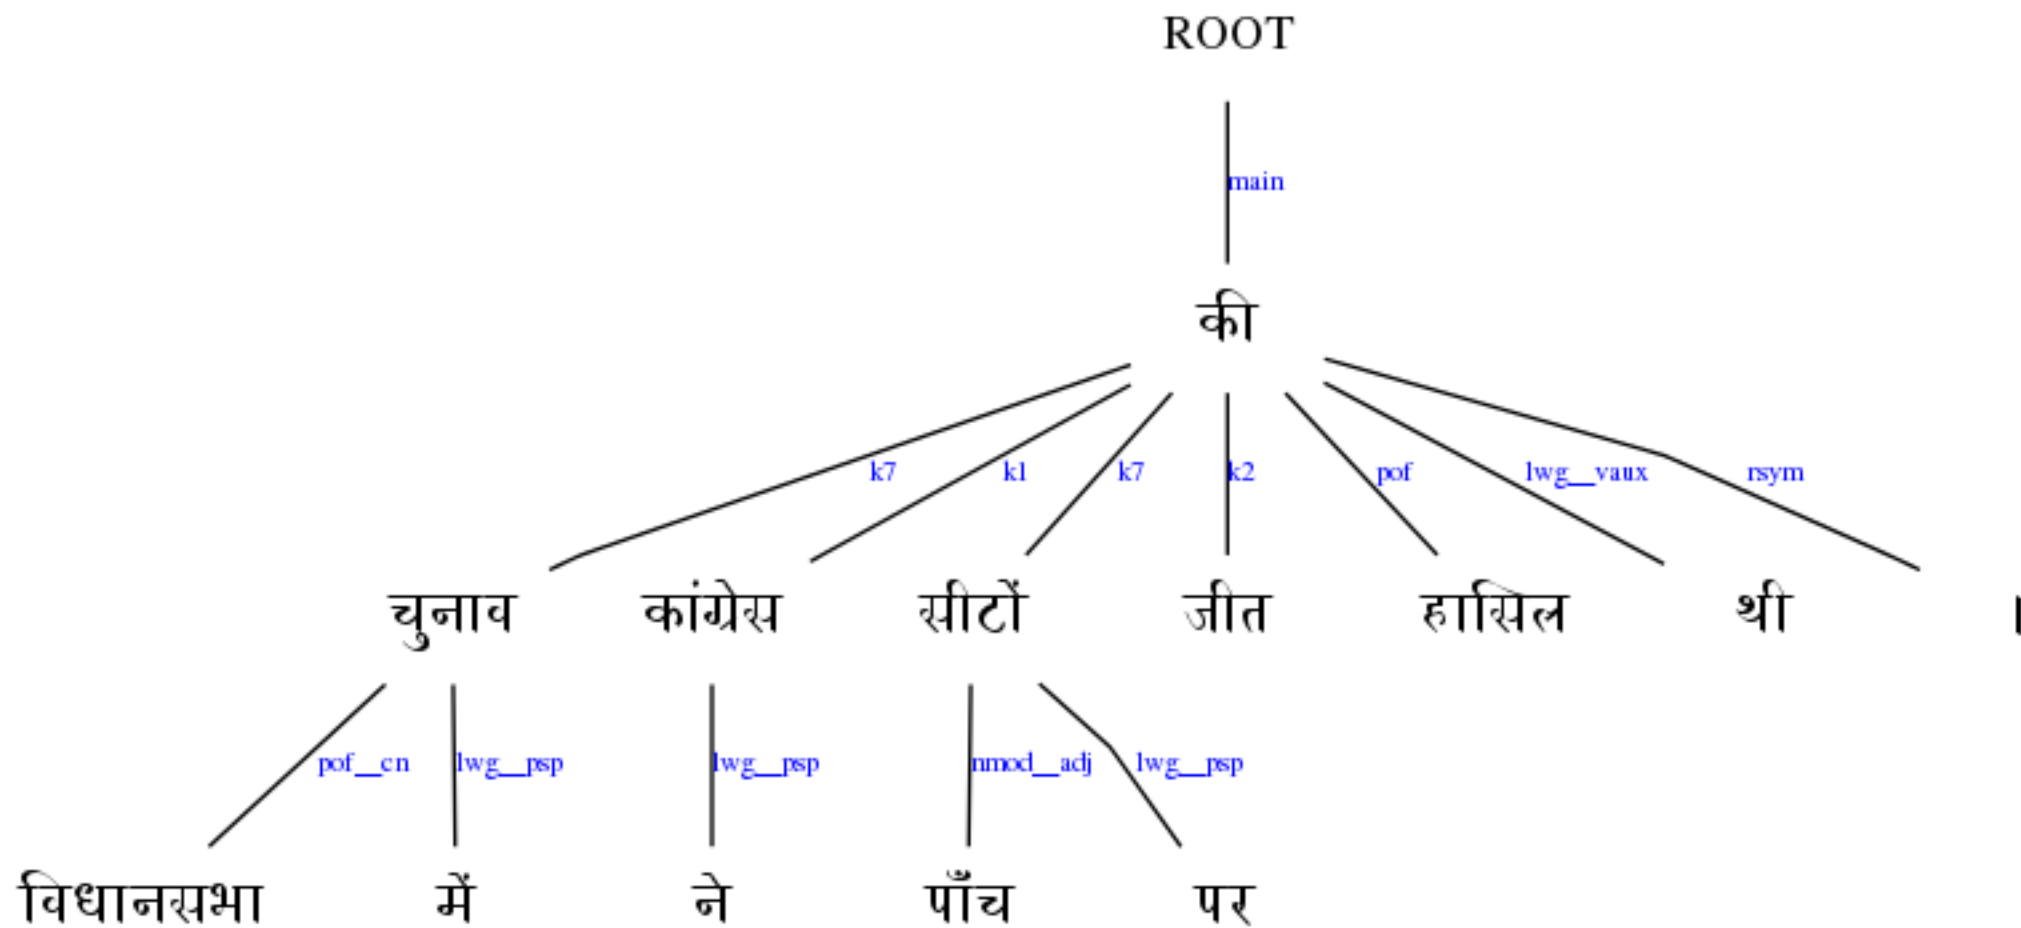 ROOT
main
की
k7 k1 k7 k2 pof lwg__vaux rsym
चुनाव कांग्रेस सीटों जीत हासिल थी ।
pof__cn lwg__psp lwg__psp nmod__adj lwg__psp
विधानसभा में ने पाँच पर